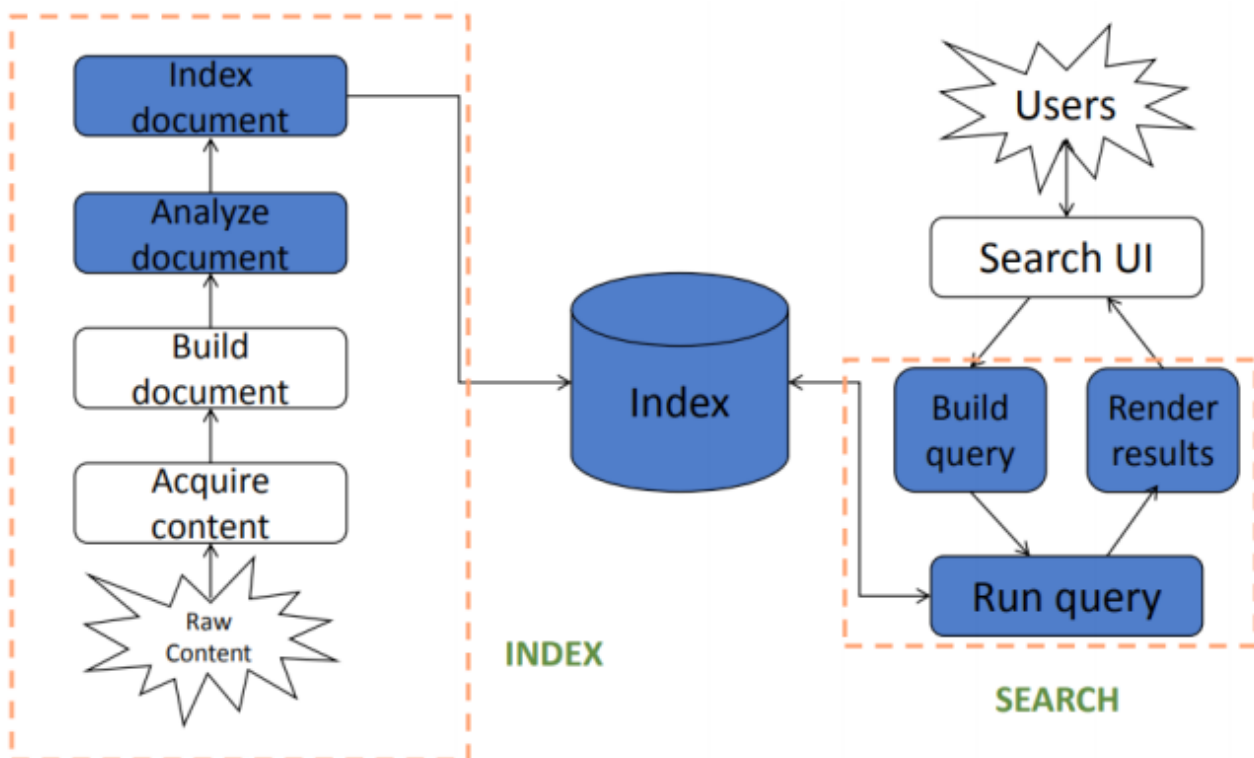 Index
document
Analyze
document
Build
document
Acquire
content
Raw
Content
INDEX
Index
Users
Search UI
Build
query
Render
results
Run query
SEARCH